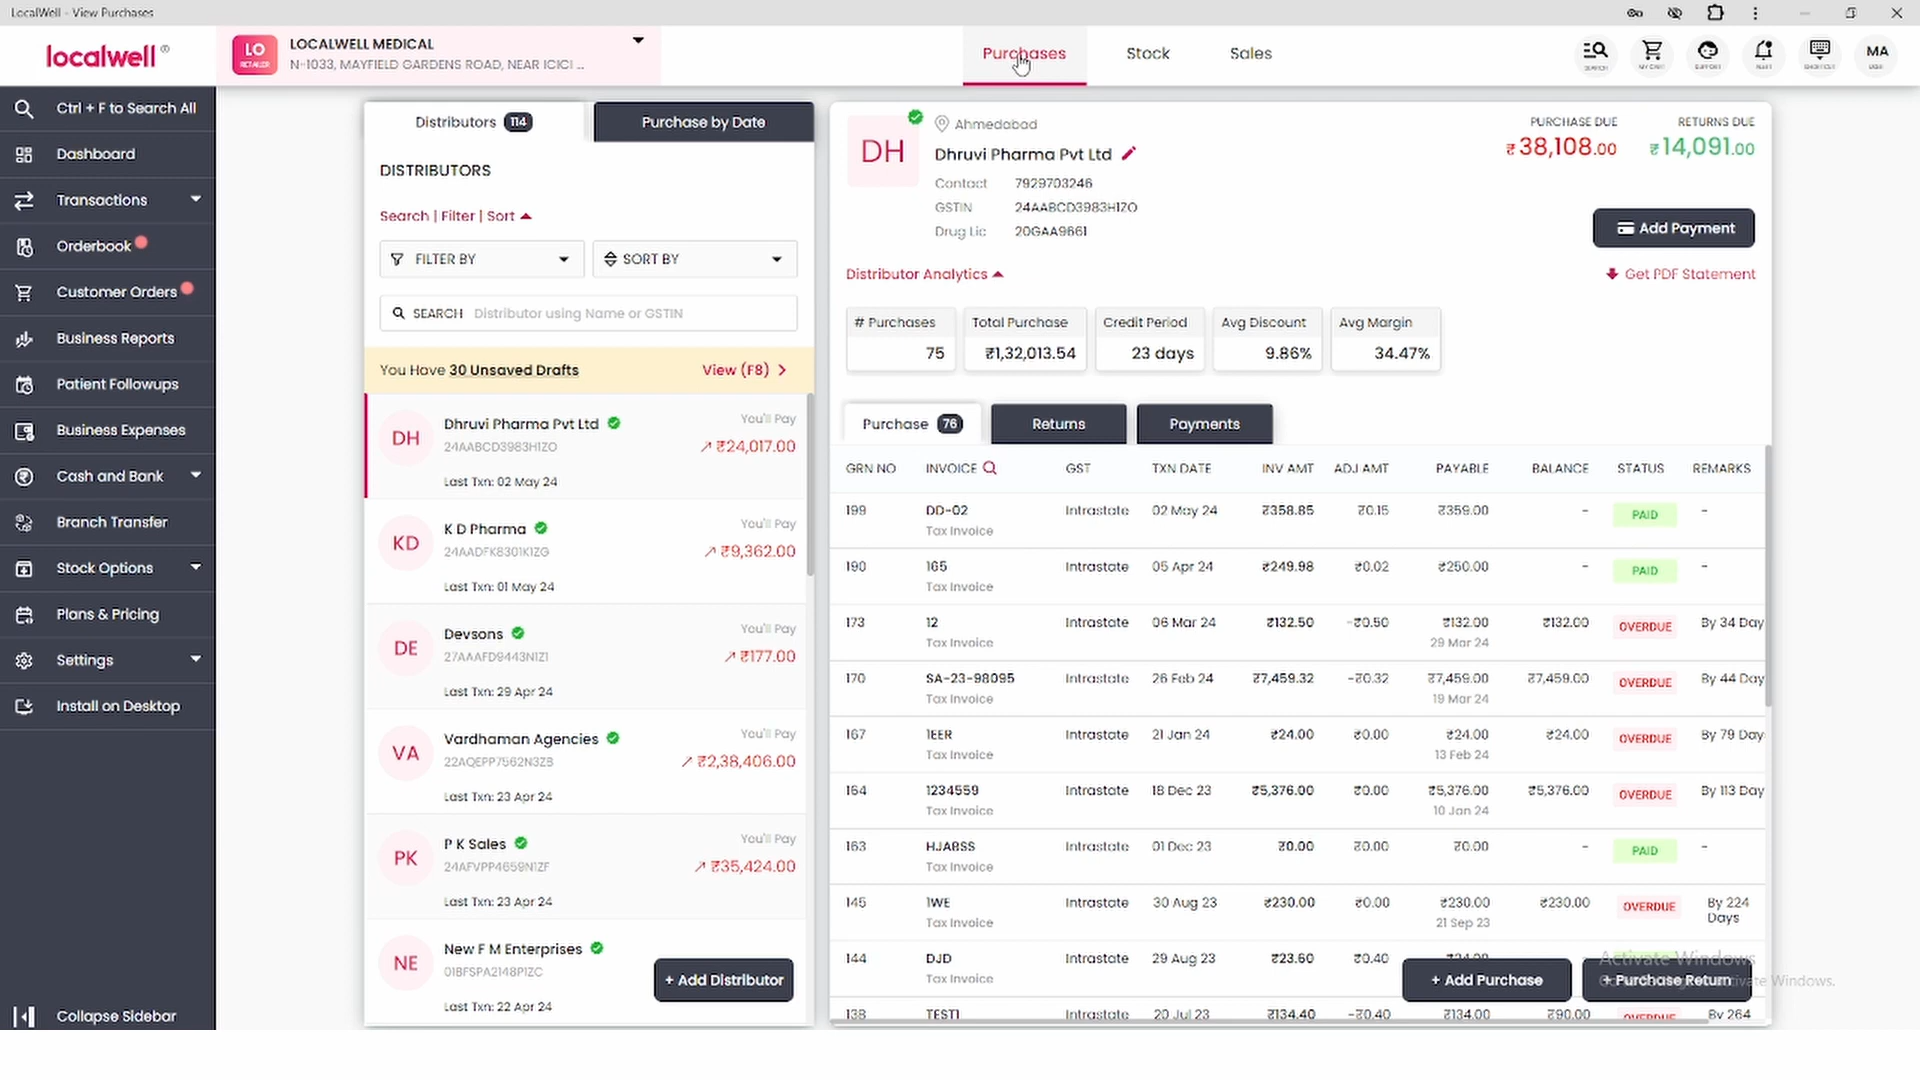 LocalWell - View Purchases
localwell ®
LO
RETAILER
LOCALWELL MEDICAL
N-1033, MAYFIELD GARDENS ROAD, NEAR ICICI ...
Purchases
Stock
Sales
SEARCH
MY CART
SUPPORT
ALERT
SHORTCUT
MA
USER
Ctrl + F to Search All
Dashboard
Transactions
Orderbook
Customer Orders
Business Reports
Patient Followups
Business Expenses
Cash and Bank
Branch Transfer
Stock Options
Plans & Pricing
Settings
Install on Desktop
Collapse Sidebar
Distributors 114
Purchase by Date
DISTRIBUTORS
Search | Filter | Sort
FILTER BY
SORT BY
SEARCH Distributor using Name or GSTIN
You Have 30 Unsaved Drafts View (F8)
DH
Dhruvi Pharma Pvt Ltd You'll Pay
24AABCD3983H1ZO ₹24,017.00
Last Txn: 02 May 24
KD
K D Pharma You'll Pay
24AADFK8301K1ZG ₹9,362.00
Last Txn: 01 May 24
DE
Devsons You'll Pay
27AAAFD9443N1Z1 ₹177.00
Last Txn: 29 Apr 24
VA
Vardhaman Agencies You'll Pay
22AQEPP7562N3ZB ₹2,38,406.00
Last Txn: 23 Apr 24
PK
P K Sales You'll Pay
24AFVPP4659N1ZF ₹35,424.00
Last Txn: 23 Apr 24
NE
New F M Enterprises
01BFSPA2148P1ZC
Last Txn: 22 Apr 24
+ Add Distributor
DH
Ahmedabad
Dhruvi Pharma Pvt Ltd
Contact 7929703246
GSTIN 24AABCD3983H1ZO
Drug Lic 20GAA9661
PURCHASE DUE
₹38,108.00
RETURNS DUE
₹14,091.00
Add Payment
Distributor Analytics
Get PDF Statement
# Purchases
75
Total Purchase
₹1,32,013.54
Credit Period
23 days
Avg Discount
9.86%
Avg Margin
34.47%
Purchase 76
Returns
Payments
GRN NO INVOICE GST TXN DATE INV AMT ADJ AMT PAYABLE BALANCE STATUS REMARKS
199 DD-02 Intrastate 02 May 24 ₹358.85 ₹0.15 ₹359.00 - PAID -
Tax Invoice
190 165 Intrastate 05 Apr 24 ₹249.98 ₹0.02 ₹250.00 - PAID -
Tax Invoice
173 12 Intrastate 06 Mar 24 ₹132.50 -₹0.50 ₹132.00 ₹132.00 OVERDUE By 34 Day
Tax Invoice 29 Mar 24
170 SA-23-98095 Intrastate 26 Feb 24 ₹7,459.32 -₹0.32 ₹7,459.00 ₹7,459.00 OVERDUE By 44 Day
Tax Invoice 19 Mar 24
167 1EER Intrastate 21 Jan 24 ₹24.00 ₹0.00 ₹24.00 ₹24.00 OVERDUE By 79 Day
Tax Invoice 13 Feb 24
164 1234559 Intrastate 18 Dec 23 ₹5,376.00 ₹0.00 ₹5,376.00 ₹5,376.00 OVERDUE By 113 Day
Tax Invoice 10 Jan 24
163 HJABSS Intrastate 01 Dec 23 ₹0.00 ₹0.00 ₹0.00 - PAID -
Tax Invoice
145 1WE Intrastate 30 Aug 23 ₹230.00 ₹0.00 ₹230.00 ₹230.00 OVERDUE By 224 Days
Tax Invoice 21 Sep 23
144 DJD Intrastate 29 Aug 23 ₹23.60 ₹0.40 ₹24.00
Tax Invoice
138 TEST1 Intrastate 20 Jul 23 ₹134.40 -₹0.40 ₹134.00 ₹90.00 OVERDUE By 264
+ Add Purchase
+ Purchase Return
Activate Windows